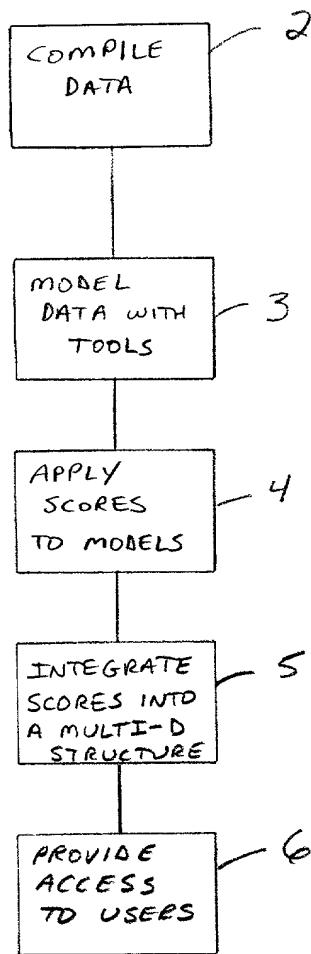 COMPILE
DATA
2
MODEL
DATA WITH
TOOLS
3
APPLY
SCORES
TO MODELS
4
INTEGRATE
SCORES INTO
A MULTI-D
STRUCTURE
5
PROVIDE
ACCESS
TO USERS
6